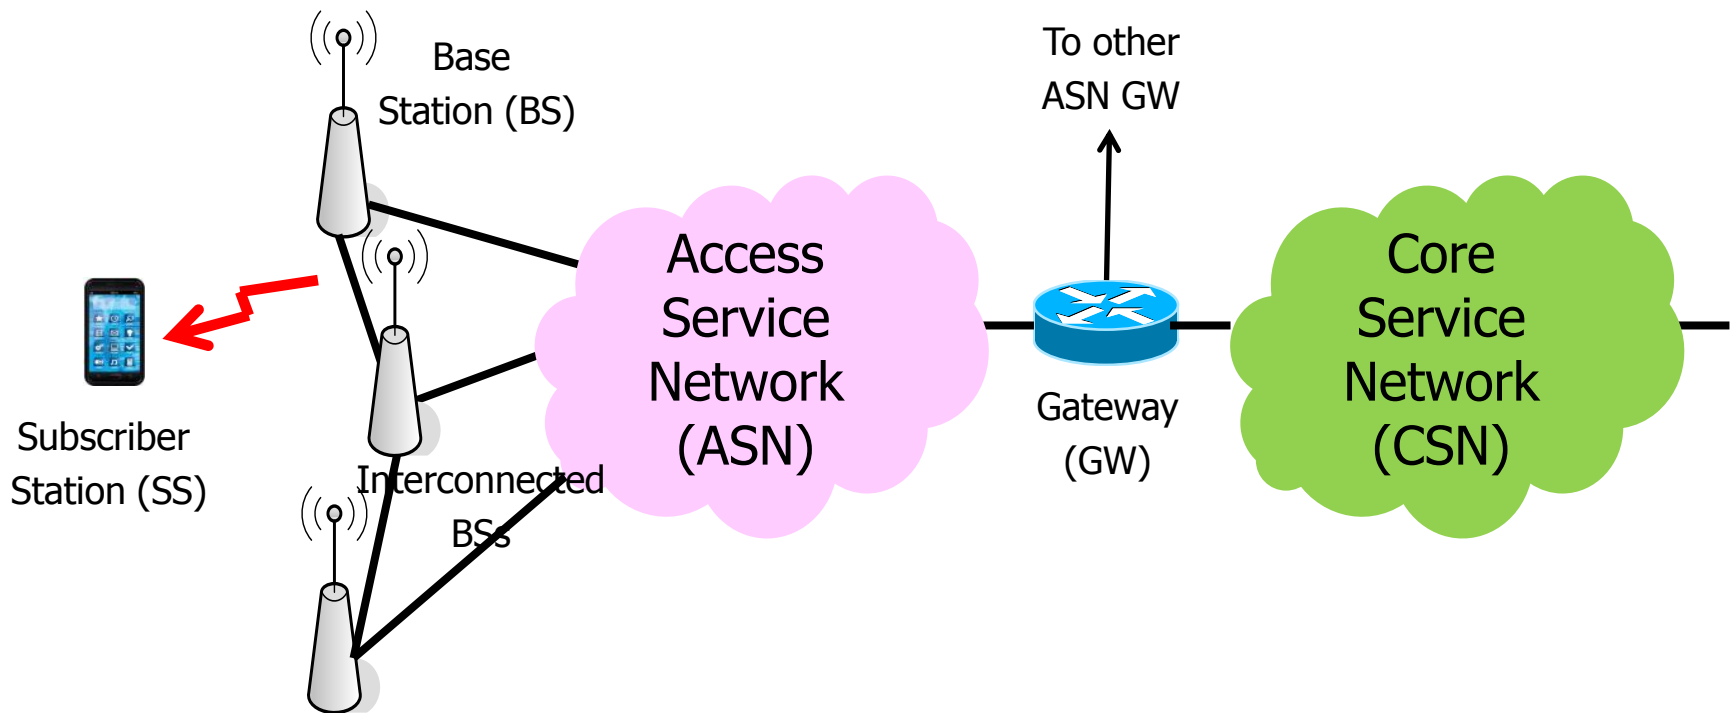 Base
Station (BS)
To other
ASN GW
Subscriber
Station (SS)
Interconnected
BSs
Access
Service
Network
(ASN)
Gateway
(GW)
Core
Service
Network
(CSN)